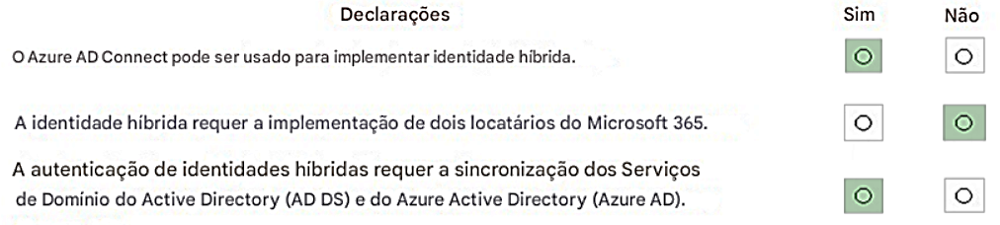 Declarações Sim Não
O Azure AD Connect pode ser usado para implementar identidade híbrida.
A identidade híbrida requer a implementação de dois locatários do Microsoft 365.
A autenticação de identidades híbridas requer a sincronização dos Serviços
de Domínio do Active Directory (AD DS) e do Azure Active Directory (Azure AD).